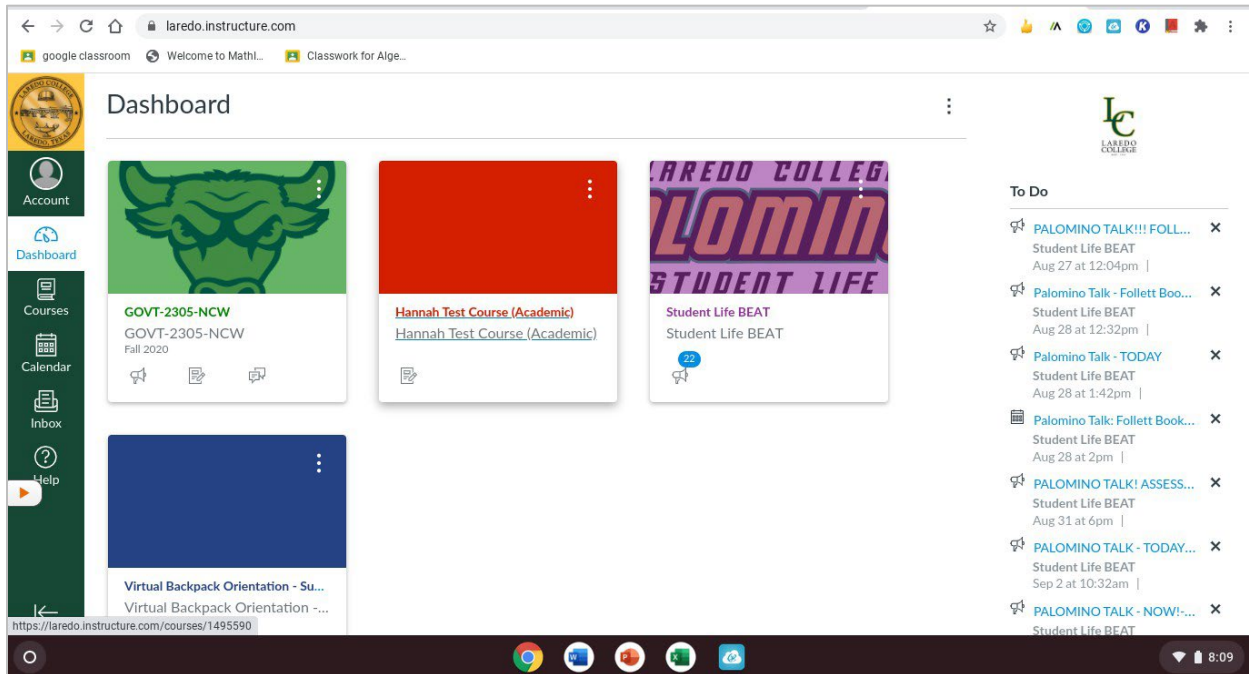 laredo.instructure.com
google classroom Welcome to MathI... Classwork for Alge...
LAREDO COLLEGE
LAREDO, TEXAS
Account
Dashboard
Courses
Calendar
Inbox
Help
Dashboard
GOVT-2305-NCW
GOVT-2305-NCW
Fall 2020
Hannah Test Course (Academic)
Hannah Test Course (Academic)
LAREDO COLLEG
LOMIN
STUDENT LIFE
Student Life BEAT
Student Life BEAT
22
Virtual Backpack Orientation - Su...
Virtual Backpack Orientation -...
LC
LAREDO
COLLEGE
To Do
PALOMINO TALK!!! FOLL...
Student Life BEAT
Aug 27 at 12:04pm |
Palomino Talk - Follett Boo...
Student Life BEAT
Aug 28 at 12:32pm |
Palomino Talk - TODAY
Student Life BEAT
Aug 28 at 1:42pm |
Palomino Talk: Follett Book...
Student Life BEAT
Aug 28 at 2pm |
PALOMINO TALK! ASSESS...
Student Life BEAT
Aug 31 at 6pm |
PALOMINO TALK - TODAY...
Student Life BEAT
Sep 2 at 10:32am |
PALOMINO TALK - NOW!-...
Student Life BEAT
https://laredo.instructure.com/courses/1495590
8:09